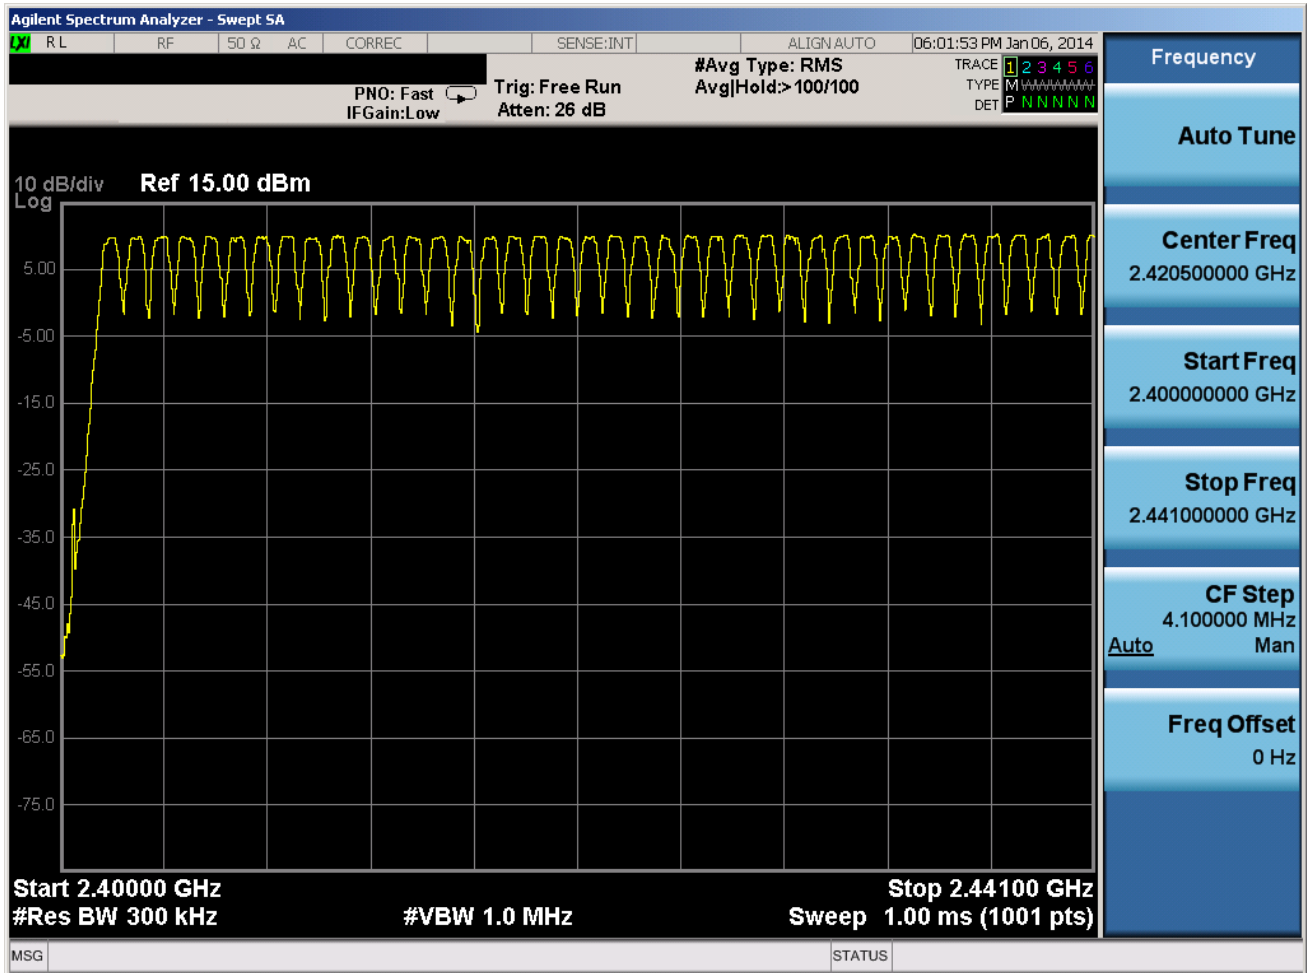 Agilent Spectrum Analyzer - Swept SA
LXI RL RF 50 Ω AC CORREC SENSE:INT ALIGN AUTO 06:01:53 PM Jan 06, 2014
PNO: Fast
IFGain:Low
Trig: Free Run
Atten: 26 dB
#Avg Type: RMS
Avg|Hold:>100/100
TRACE 1 2 3 4 5 6
TYPE M WWWWW
DET P N N N N N
10 dB/div Ref 15.00 dBm
Log
5.00
-5.00
-15.0
-25.0
-35.0
-45.0
-55.0
-65.0
-75.0
Start 2.40000 GHz Stop 2.44100 GHz
#Res BW 300 kHz #VBW 1.0 MHz Sweep 1.00 ms (1001 pts)
MSG STATUS
Frequency
Auto Tune
Center Freq
2.420500000 GHz
Start Freq
2.400000000 GHz
Stop Freq
2.441000000 GHz
CF Step
4.100000 MHz
Auto Man
Freq Offset
0 Hz